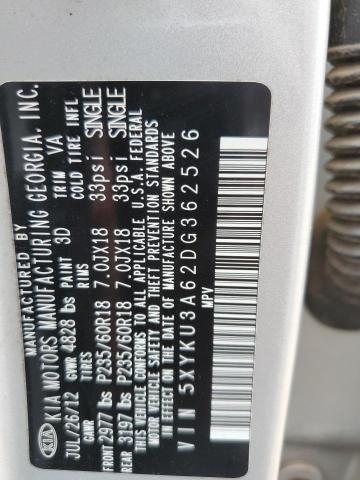 KIA
MANUFACTURED BY
KIA MOTORS MANUFACTURING GEORGIA, INC.
JUL/26/12 PAINT 3D TRIM VA
GVWR 4828 lbs
GAWR TIRES RIMS COLD TIRE INFL
FRONT 2977 lbs P235/60R18 7.0JX18 33psi SINGLE
REAR 3197 lbs P235/60R18 7.0JX18 33psi SINGLE
THIS VEHICLE CONFORMS TO ALL APPLICABLE U.S.A. FEDERAL
MOTOR VEHICLE SAFETY AND THEFT PREVENTION STANDARDS
IN EFFECT ON THE DATE OF MANUFACTURE SHOWN ABOVE
VIN 5XYKU3A62DG362526
MPV